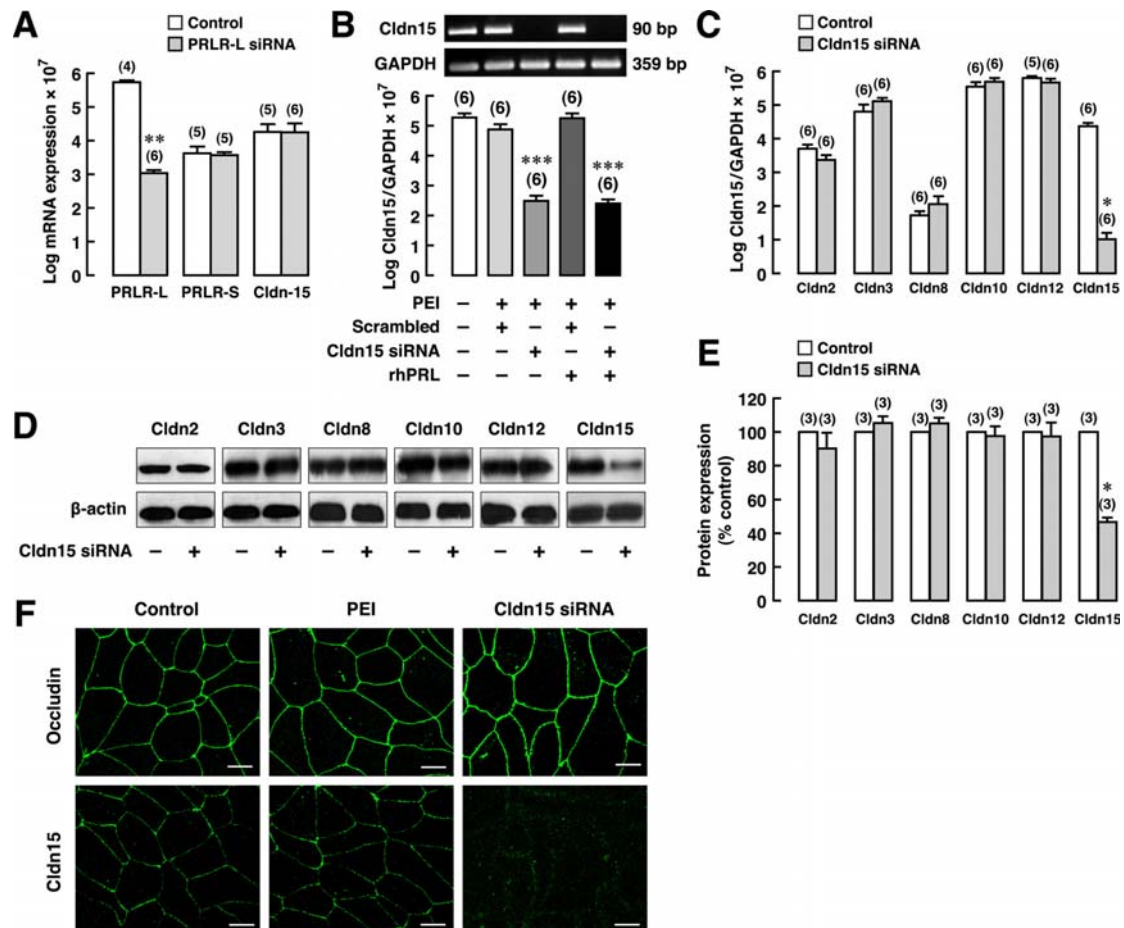 A
Control
PRLR-L siRNA
Log mRNA expression × 10⁷
6
5
4
3
2
1
0
(4)
**
(6)
(5)
(5)
(5)
(6)
PRLR-L PRLR-S Cldn-15
B
Cldn15 90 bp
GAPDH 359 bp
Log Cldn15/GAPDH × 10⁷
6
5
4
3
2
1
0
(6)
(6)
***
(6)
(6)
***
(6)
PEI − + + + +
Scrambled − + − + −
Cldn15 siRNA − − + − +
rhPRL − − − + +
C
Control
Cldn15 siRNA
Log Cldn15/GAPDH × 10⁷
6
5
4
3
2
1
0
(6) (6)
(6) (6)
(6) (6)
(6) (6)
(5) (6)
(6)
*
(6)
Cldn2 Cldn3 Cldn8 Cldn10 Cldn12 Cldn15
D
Cldn2 Cldn3 Cldn8 Cldn10 Cldn12 Cldn15
β-actin
Cldn15 siRNA − + − + − + − + − + − +
E
Control
Cldn15 siRNA
Protein expression
(% control)
120
100
80
60
40
20
0
(3) (3)
(3) (3)
(3) (3)
(3) (3)
(3) (3)
(3)
*
(3)
Cldn2 Cldn3 Cldn8 Cldn10 Cldn12 Cldn15
F
Control PEI Cldn15 siRNA
Occludin
Cldn15